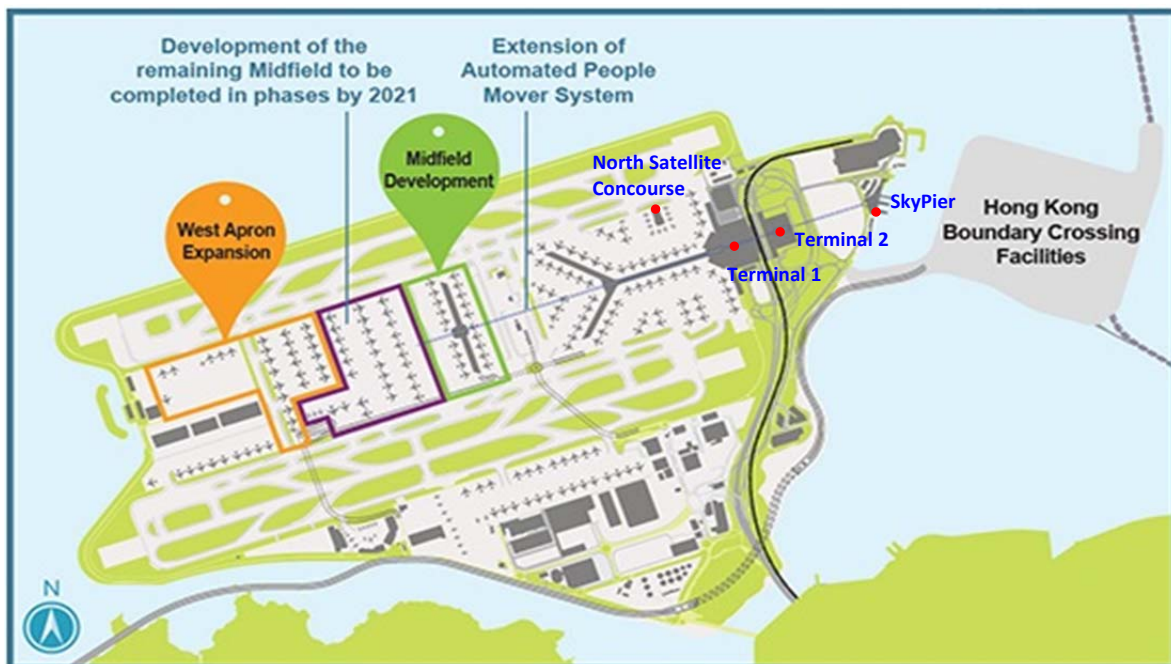 Development of the
remaining Midfield to be
completed in phases by 2021
Extension of
Automated People
Mover System
Midfield
Development
West Apron
Expansion
North Satellite
Concourse
SkyPier
Terminal 2
Terminal 1
Hong Kong
Boundary Crossing
Facilities
N